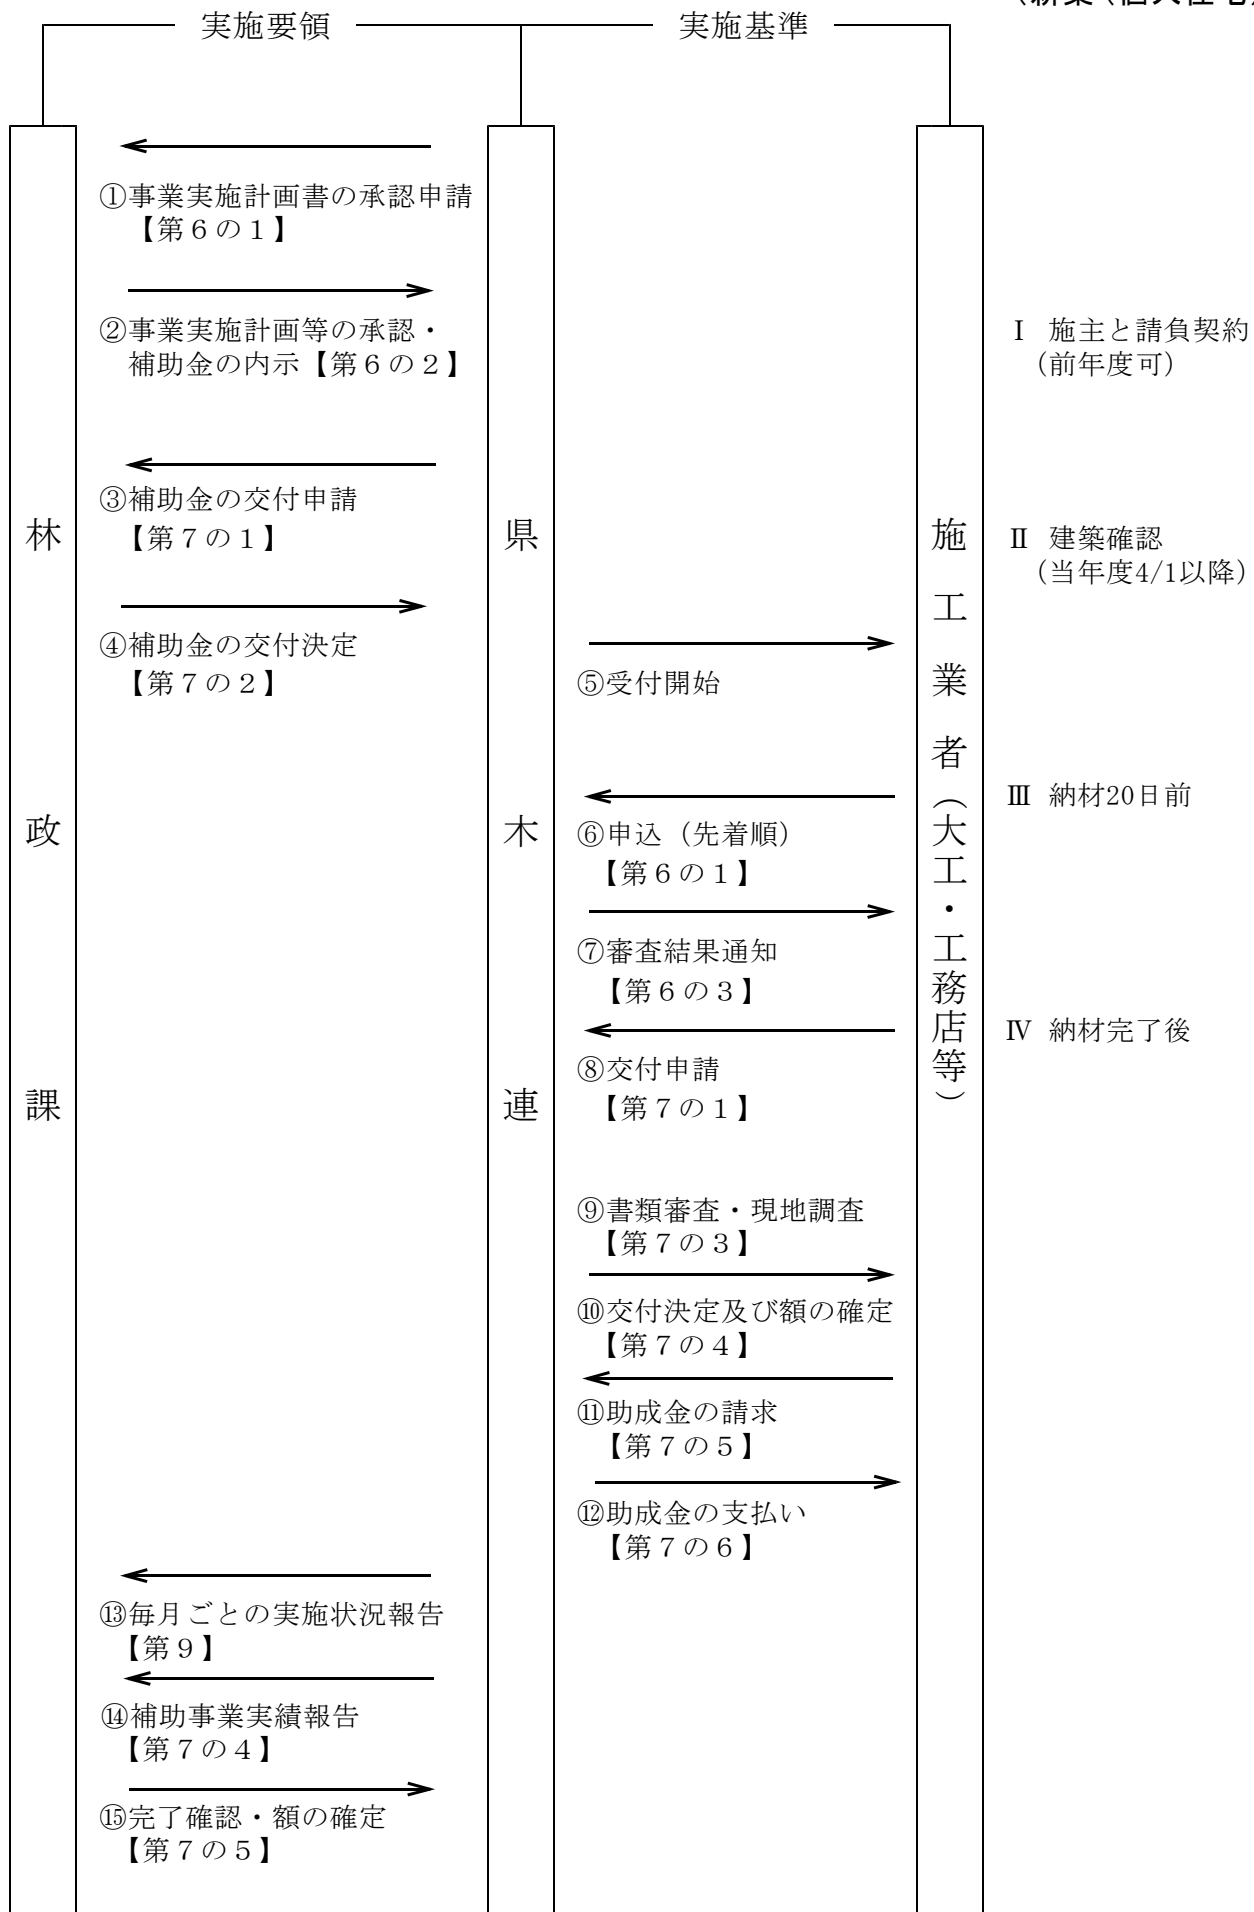 実施要領
実施基準
①事業実施計画書の承認申請
【第６の１】
②事業実施計画等の承認・
補助金の内示【第６の２】
③補助金の交付申請
【第７の１】
④補助金の交付決定
【第７の２】
⑤受付開始
⑥申込（先着順）
【第６の１】
⑦審査結果通知
【第６の３】
⑧交付申請
【第７の１】
⑨書類審査・現地調査
【第７の３】
⑩交付決定及び額の確定
【第７の４】
⑪助成金の請求
【第７の５】
⑫助成金の支払い
【第７の６】
⑬毎月ごとの実施状況報告
【第９】
⑭補助事業実績報告
【第７の４】
⑮完了確認・額の確定
【第７の５】
林政課
県木連
施工業者（大工・工務店等）
Ⅰ 施主と請負契約
（前年度可）
Ⅱ 建築確認
（当年度4/1以降）
Ⅲ 納材20日前
Ⅳ 納材完了後